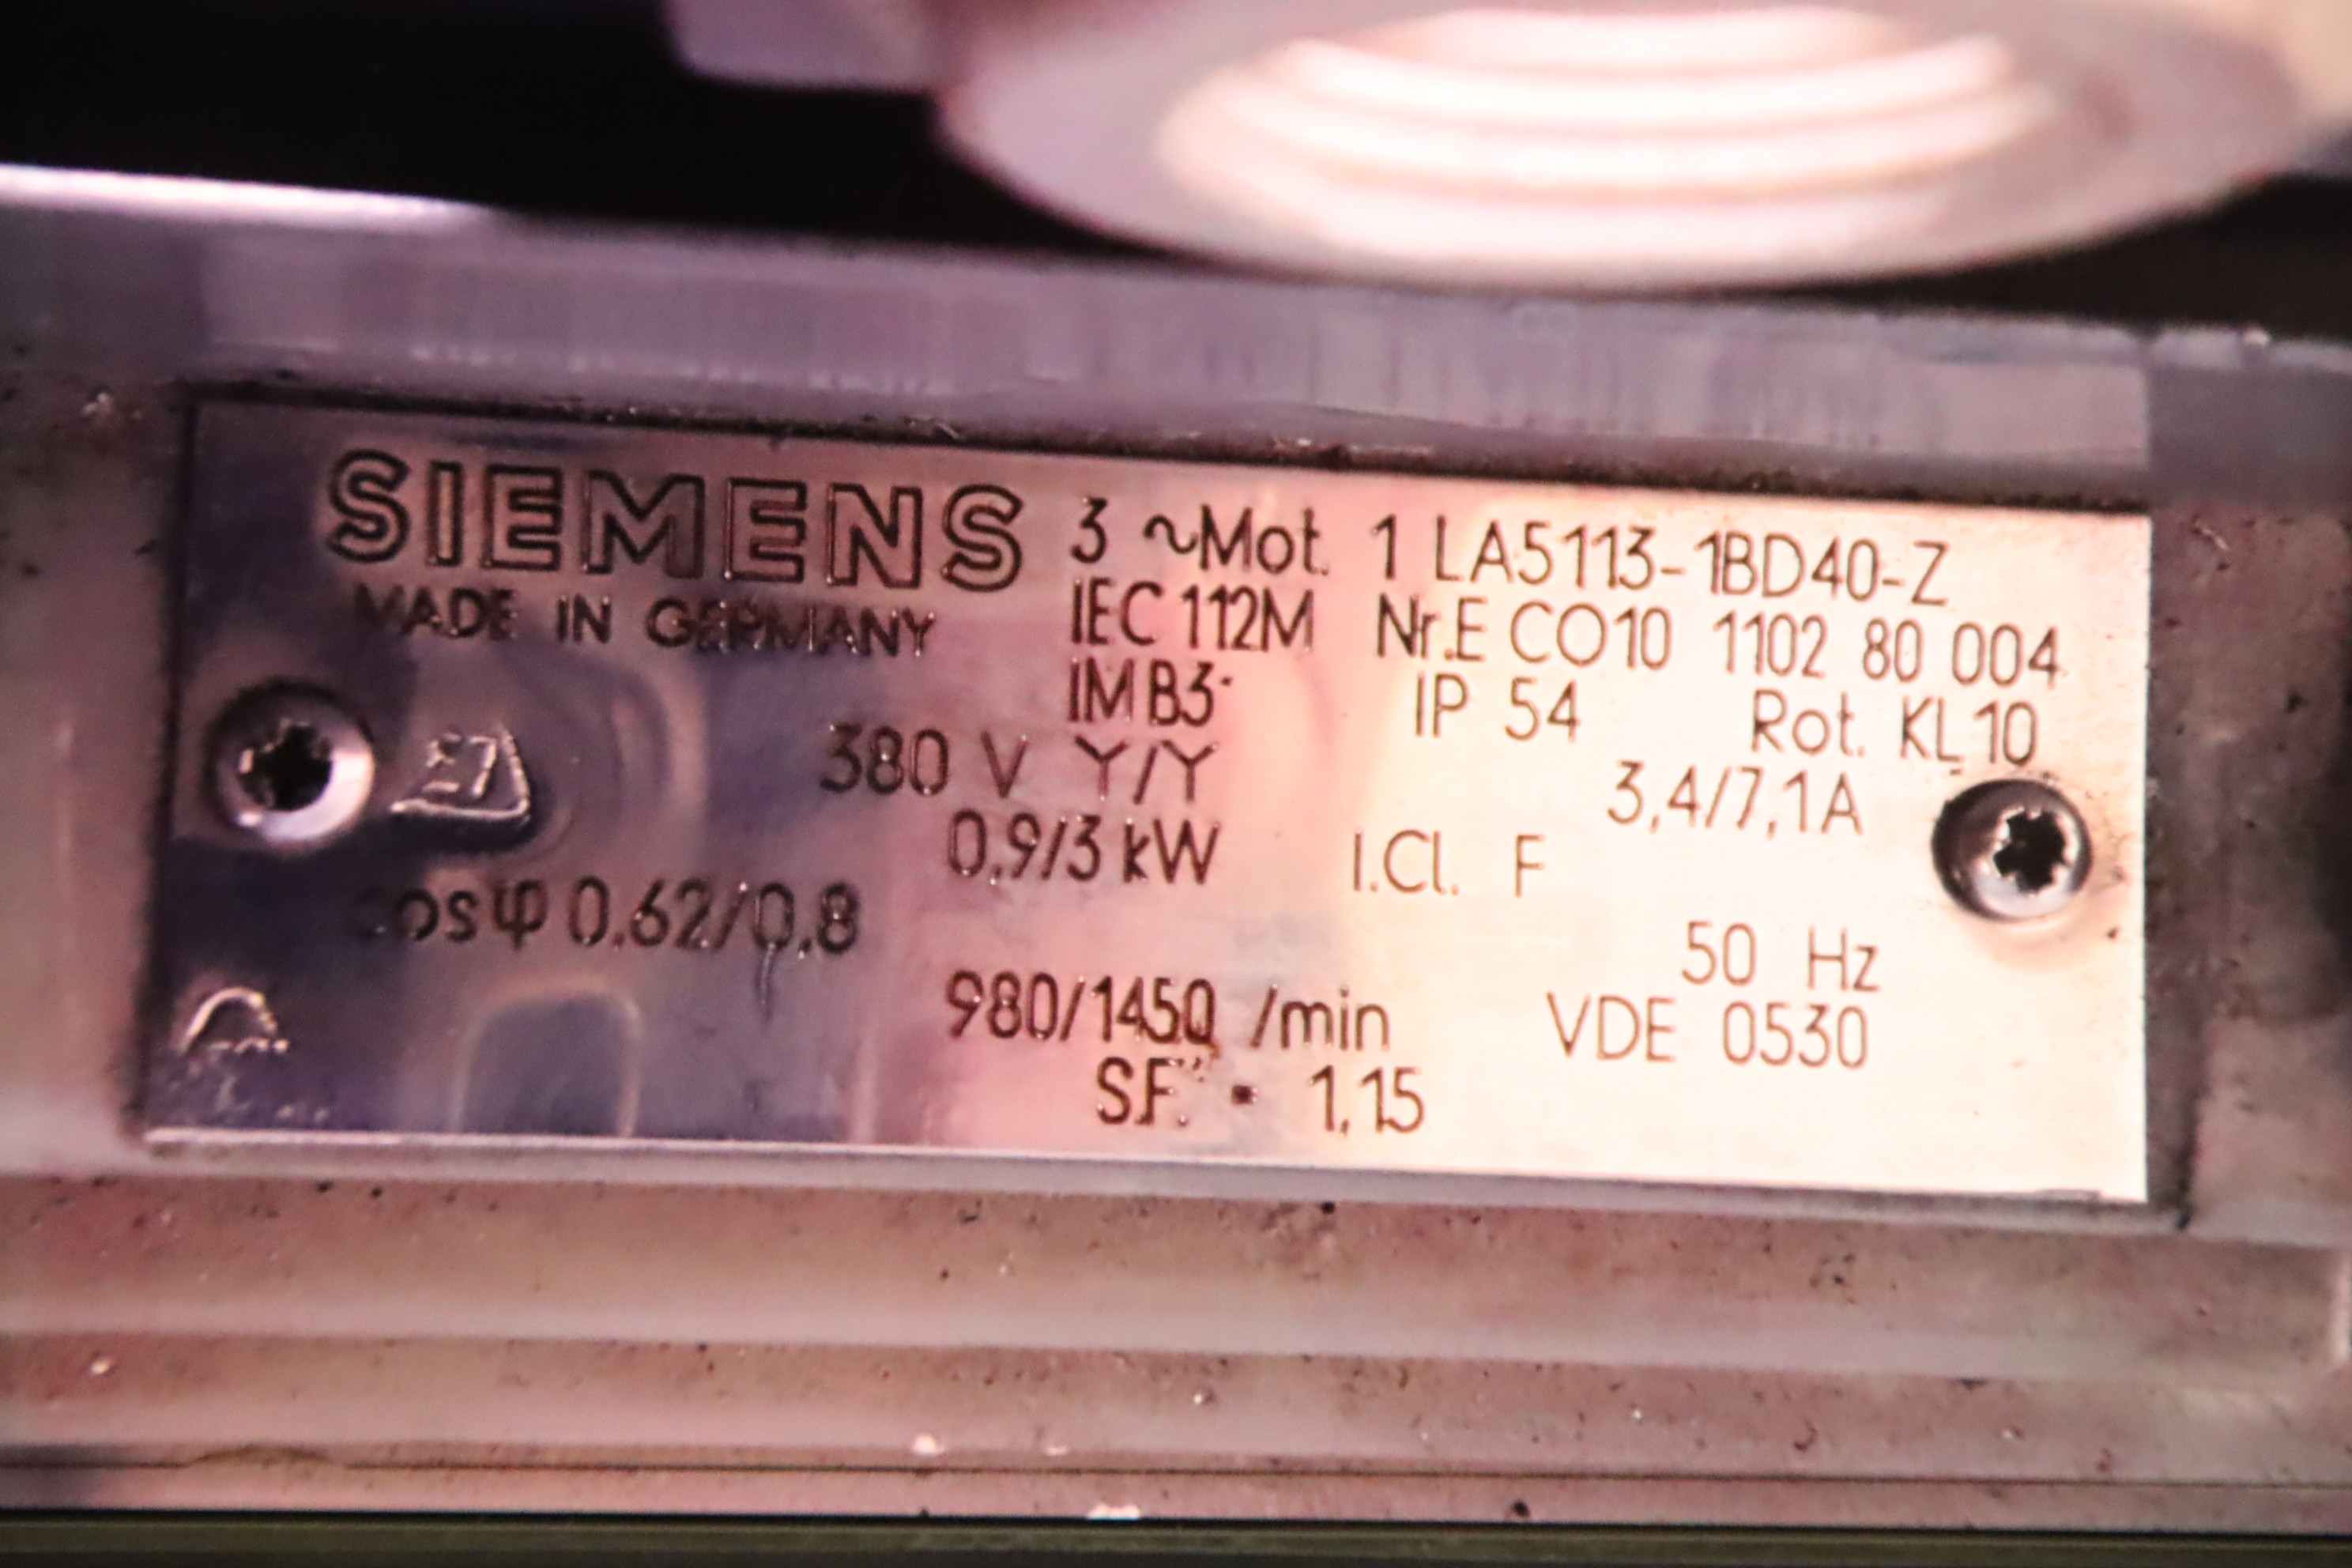 SIEMENS 3 ~Mot. 1 LA5113-1BD40-Z
MADE IN GERMANY IEC 112M Nr.E CO10 1102 80 004
IM B3 IP 54 Rot. KL 10
380 V Y/Y 3,4/7,1A
0,9/3 kW I.Cl. F
cosφ 0,62/0,8 50 Hz
980/1450 /min VDE 0530
S.F. 1,15